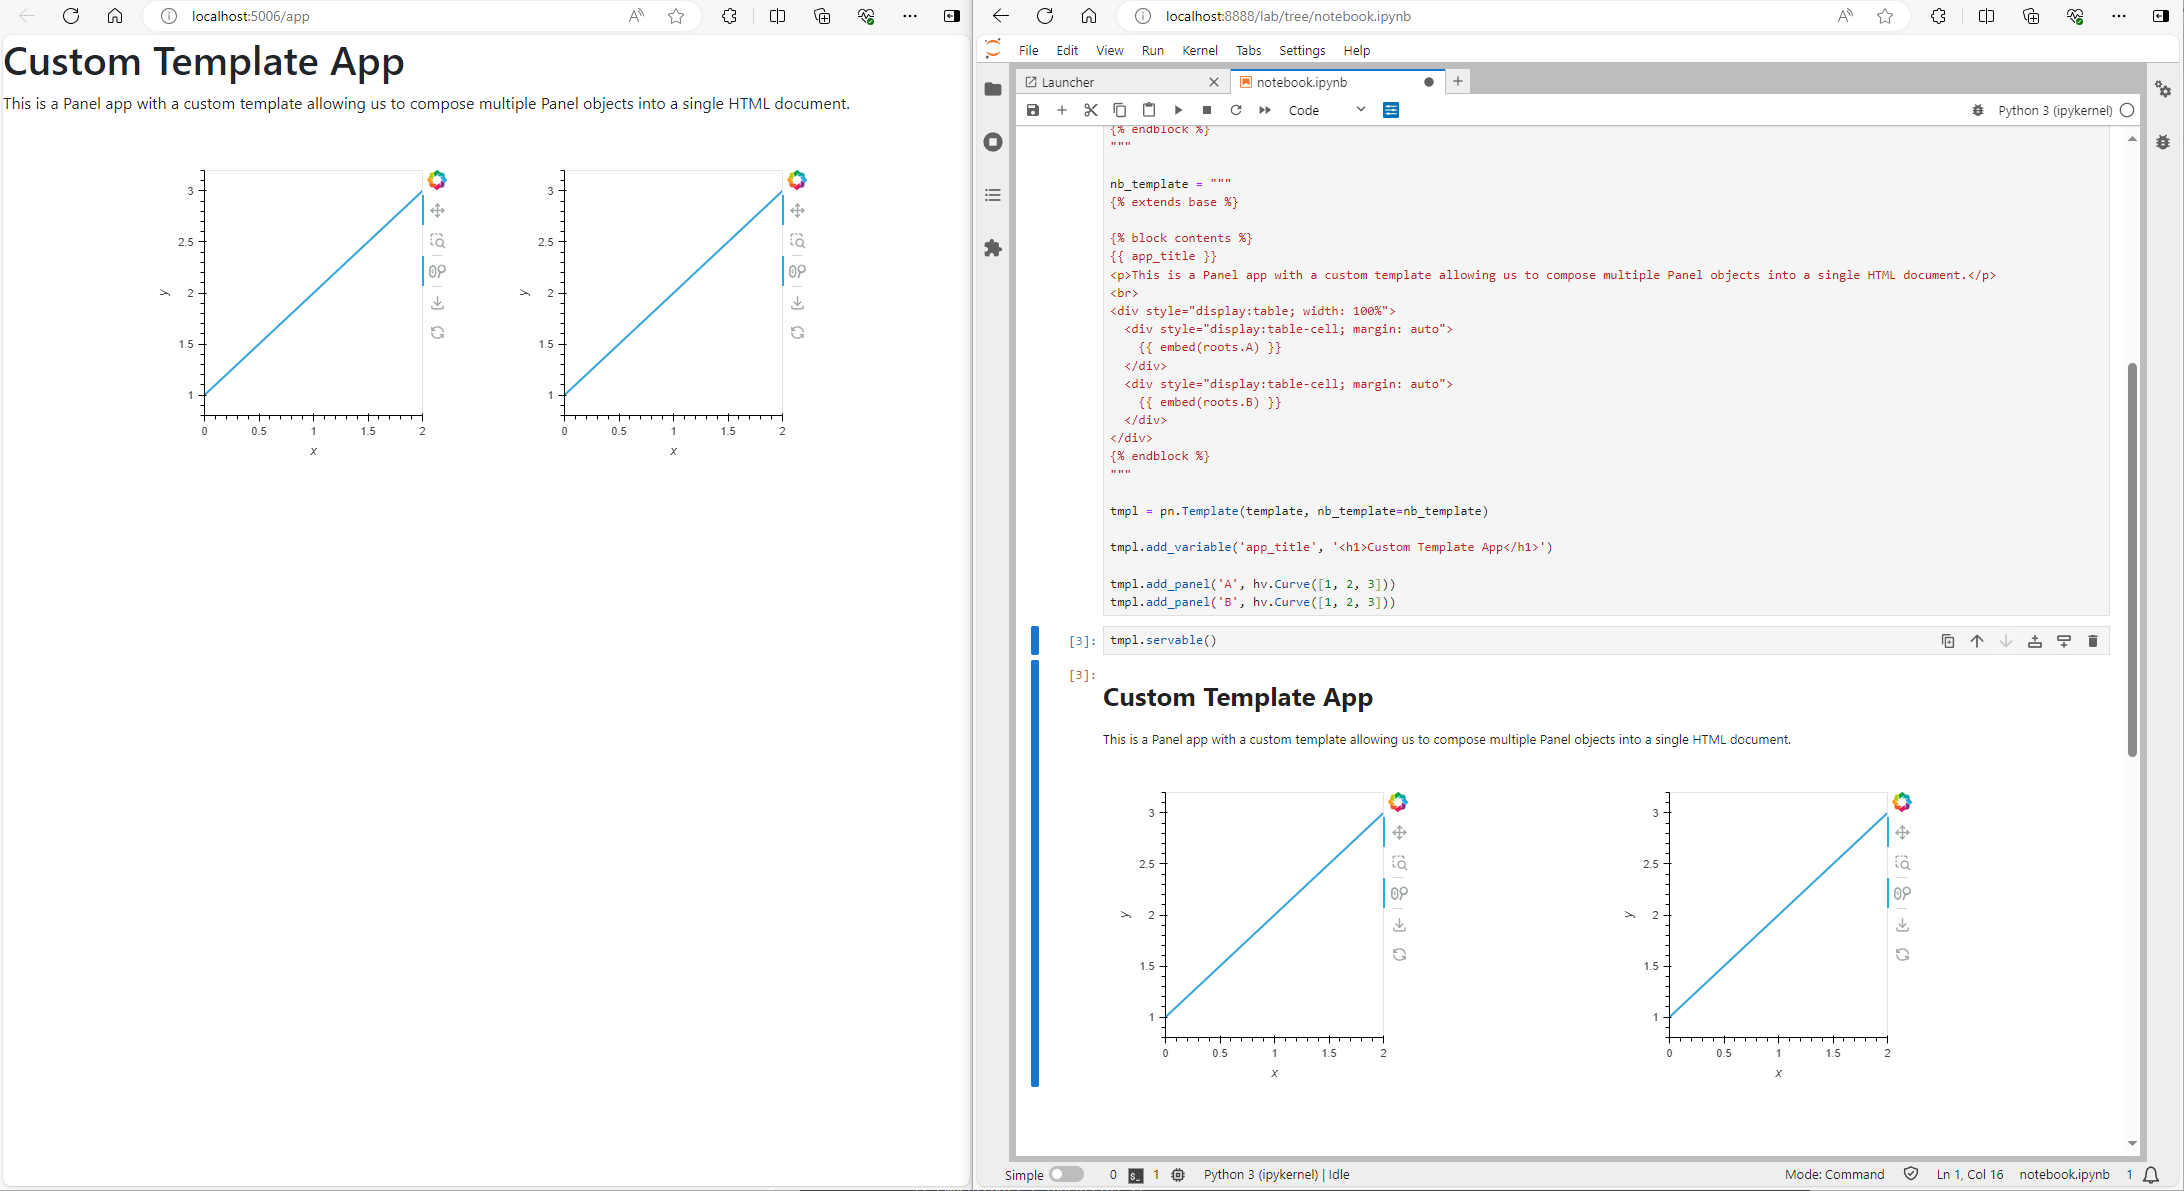 localhost:5006/app
Custom Template App
This is a Panel app with a custom template allowing us to compose multiple Panel objects into a single HTML document.
3
2.5
2
1.5
1
y
0 0.5 1 1.5 2
x
3
2.5
2
1.5
1
y
0 0.5 1 1.5 2
x
localhost:8888/lab/tree/notebook.ipynb
File Edit View Run Kernel Tabs Settings Help
Launcher
notebook.ipynb
Code
Python 3 (ipykernel)
{% endblock %}
"""
nb_template = """
{% extends base %}
{% block contents %}
{{ app_title }}
<p>This is a Panel app with a custom template allowing us to compose multiple Panel objects into a single HTML document.</p>
<br>
<div style="display:table; width: 100%">
  <div style="display:table-cell; margin: auto">
    {{ embed(roots.A) }}
  </div>
  <div style="display:table-cell; margin: auto">
    {{ embed(roots.B) }}
  </div>
</div>
{% endblock %}
"""
tmpl = pn.Template(template, nb_template=nb_template)
tmpl.add_variable('app_title', '<h1>Custom Template App</h1>')
tmpl.add_panel('A', hv.Curve([1, 2, 3]))
tmpl.add_panel('B', hv.Curve([1, 2, 3]))
[3]: tmpl.servable()
[3]:
Custom Template App
This is a Panel app with a custom template allowing us to compose multiple Panel objects into a single HTML document.
3
2.5
2
1.5
1
y
0 0.5 1 1.5 2
x
3
2.5
2
1.5
1
y
0 0.5 1 1.5 2
x
Simple 0 1 Python 3 (ipykernel) | Idle Mode: Command Ln 1, Col 16 notebook.ipynb 1